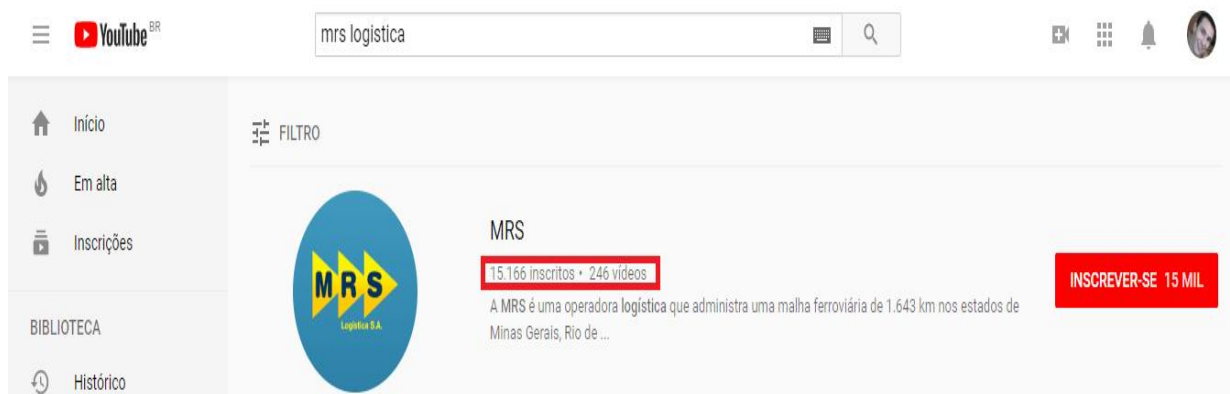 YouTube BR
mrs logistica
Início
Em alta
Inscrições
BIBLIOTECA
Histórico
FILTRO
MRS
Logística S.A.
MRS
15.166 inscritos • 246 vídeos
A MRS é uma operadora logística que administra uma malha ferroviária de 1.643 km nos estados de
Minas Gerais, Rio de ...
INSCREVER-SE 15 MIL